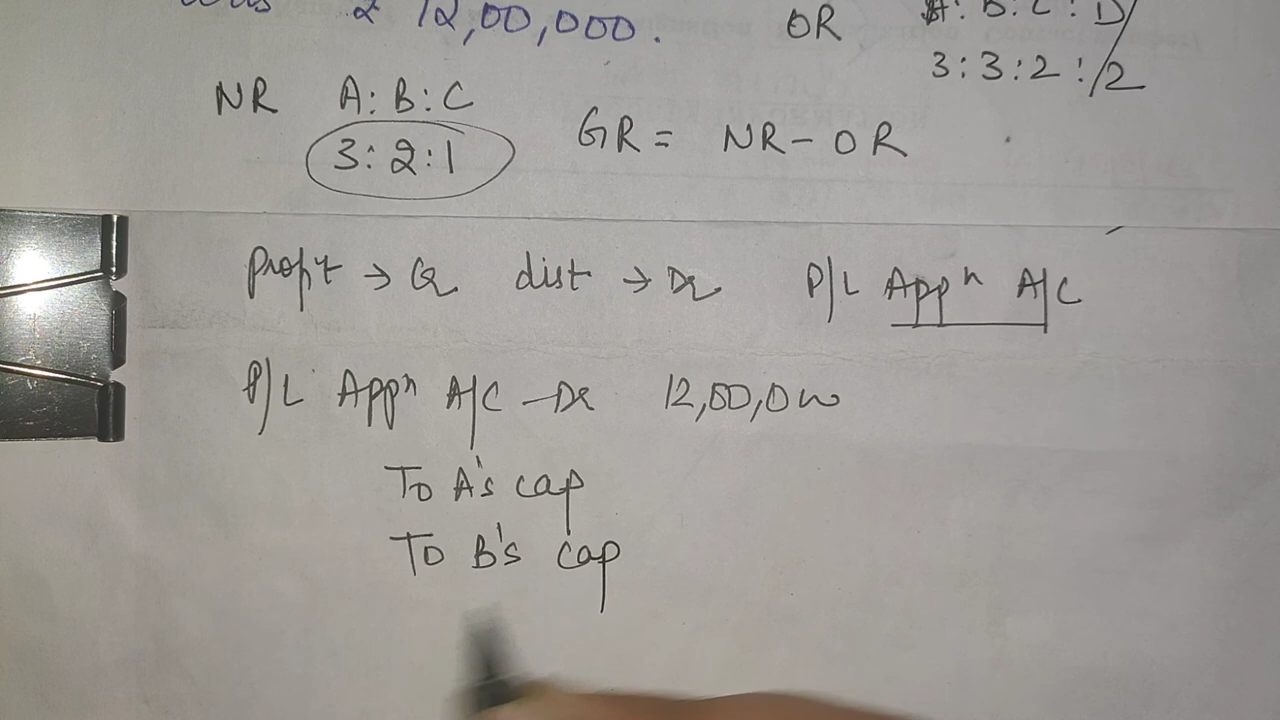 ₹ 12,00,000. OR A: B:C: D
3:3:2:2
NR A:B:C
3:2:1 GR = NR-OR
Profit → Cr dist → Dr P/L Appⁿ A/C
P/L Appⁿ A/C - Dr 12,00,000
To A's cap
To B's cap